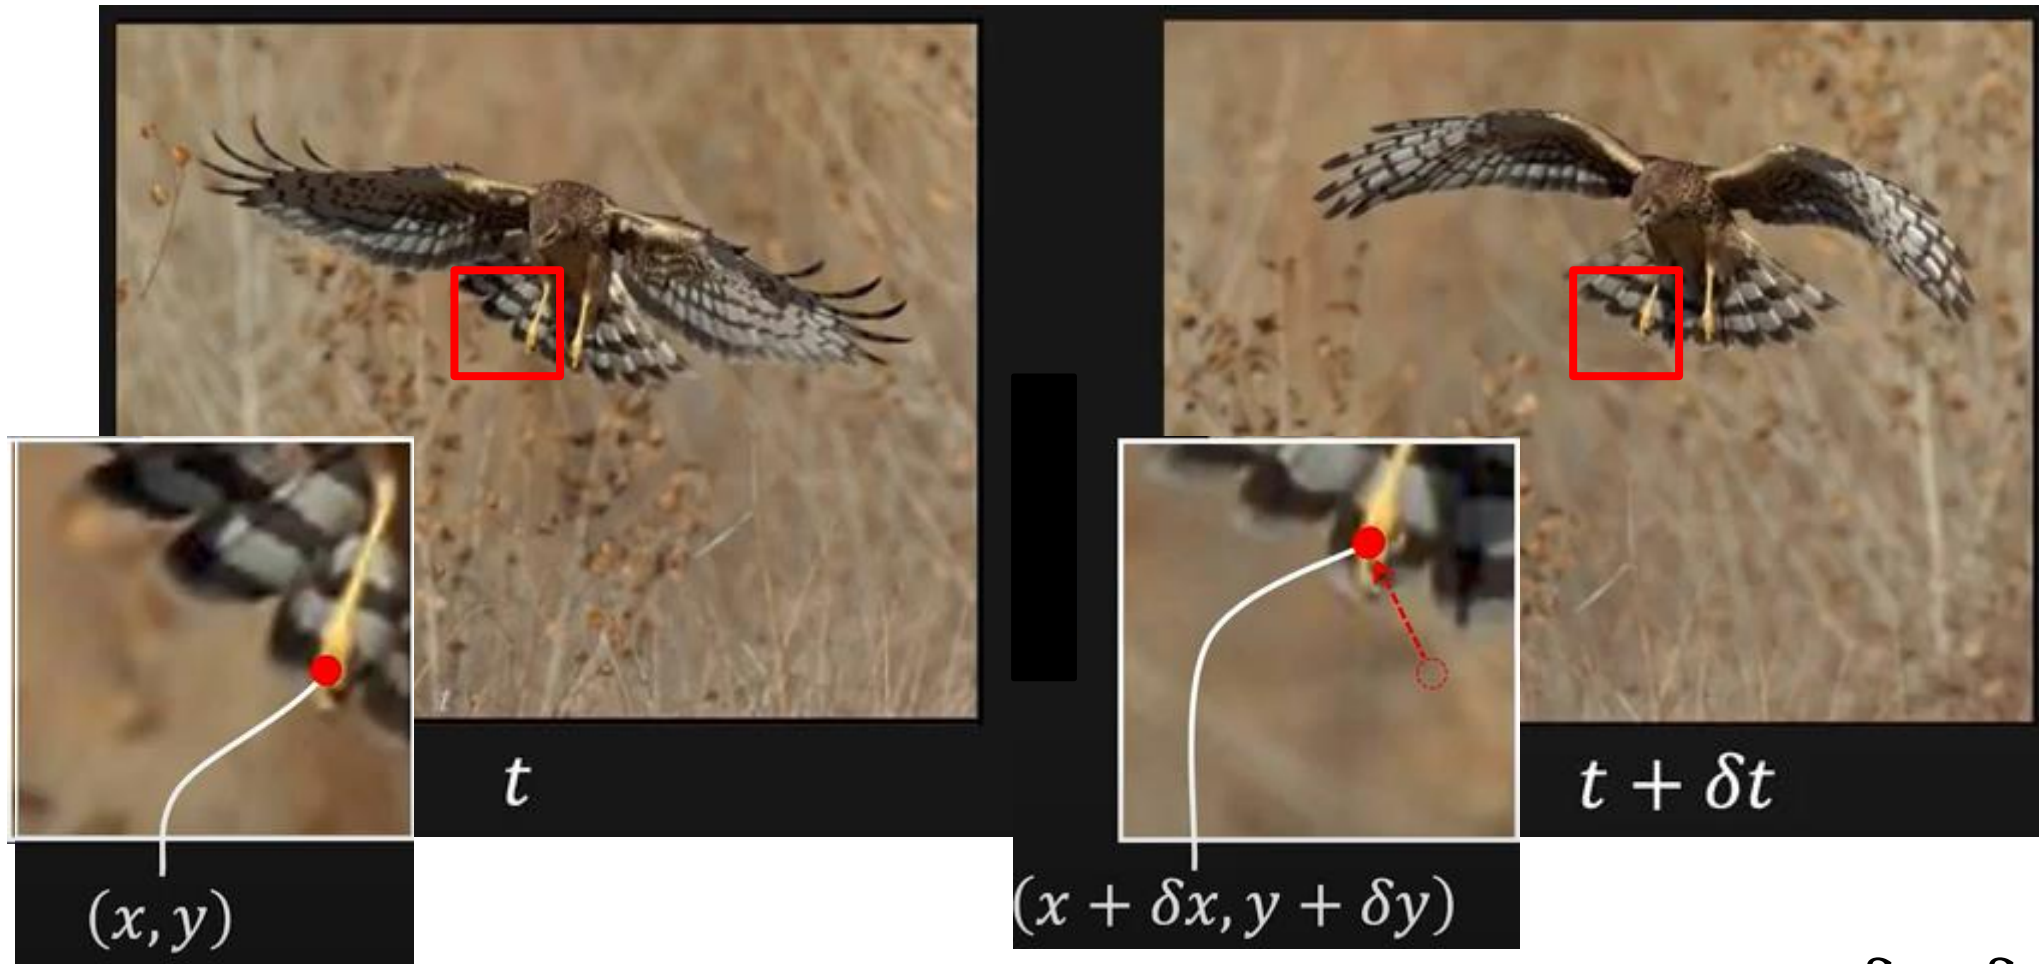 t
t + δt
(x, y)
(x + δx, y + δy)